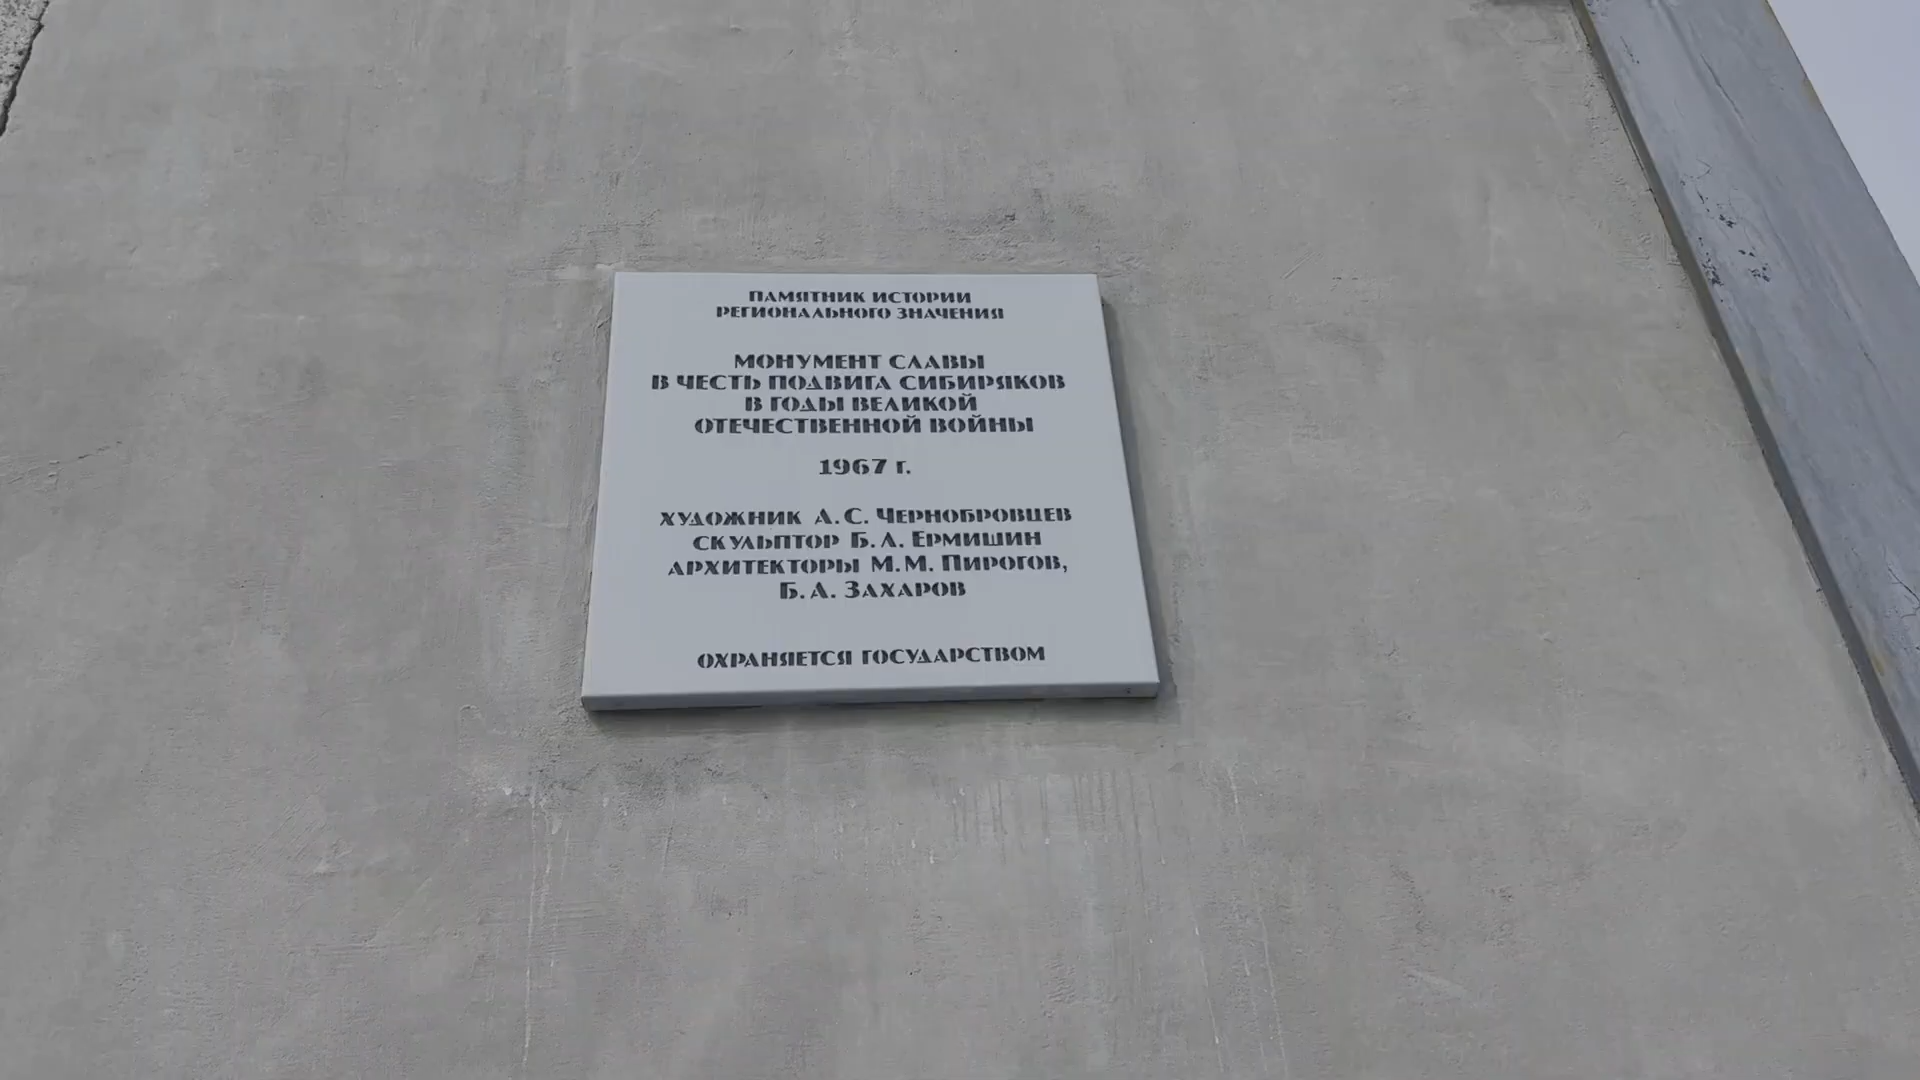 ПАМЯТНИК ИСТОРИИ
РЕГИОНАЛЬНОГО ЗНАЧЕНИЯ
МОНУМЕНТ СЛАВЫ
В ЧЕСТЬ ПОДВИГА СИБИРЯКОВ
В ГОДЫ ВЕЛИКОЙ
ОТЕЧЕСТВЕННОЙ ВОЙНЫ
1967 г.
ХУДОЖНИК А. С. ЧЕРНОБРОВЦЕВ
СКУЛЬПТОР Б. Л. ЕРМИШИН
АРХИТЕКТОРЫ М. М. ПИРОГОВ,
Б. А. ЗАХАРОВ
ОХРАНЯЕТСЯ ГОСУДАРСТВОМ